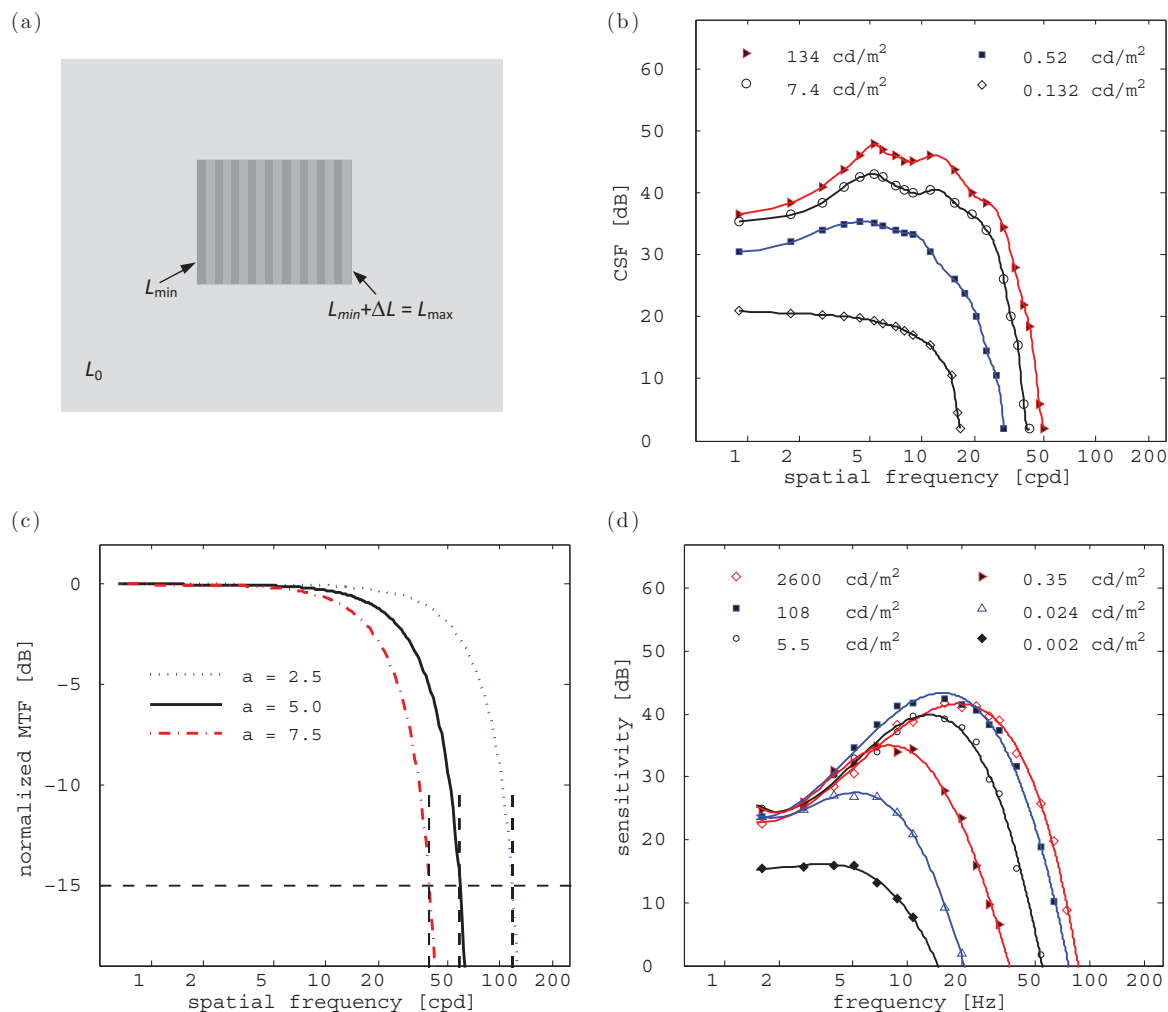 (a)
L_min
L_min+ΔL = L_max
L_0
(b)
134 cd/m²
7.4 cd/m²
0.52 cd/m²
0.132 cd/m²
60
50
40
30
20
10
0
CSF [dB]
1 2 5 10 20 50 100 200
spatial frequency [cpd]
(c)
0
−5
−10
−15
normalized MTF [dB]
a = 2.5
a = 5.0
a = 7.5
1 2 5 10 20 50 100 200
spatial frequency [cpd]
(d)
2600 cd/m²
108 cd/m²
5.5 cd/m²
0.35 cd/m²
0.024 cd/m²
0.002 cd/m²
60
50
40
30
20
10
0
sensitivity [dB]
1 2 5 10 20 50 100 200
frequency [Hz]